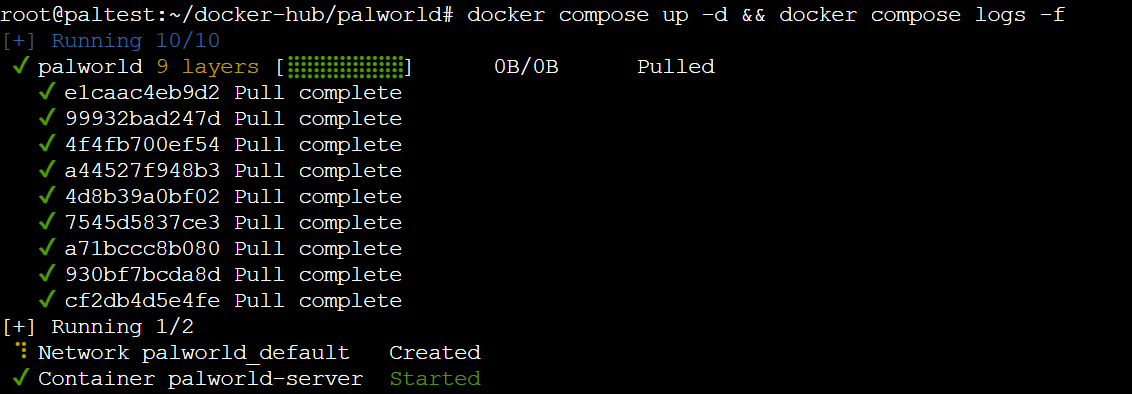 root@paltest:~/docker-hub/palworld# docker compose up -d && docker compose logs -f
[+] Running 10/10
✔ palworld 9 layers [⣿⣿⣿⣿⣿⣿⣿⣿⣿] 0B/0B Pulled
✔ e1caac4eb9d2 Pull complete
✔ 99932bad247d Pull complete
✔ 4f4fb700ef54 Pull complete
✔ a44527f948b3 Pull complete
✔ 4d8b39a0bf02 Pull complete
✔ 7545d5837ce3 Pull complete
✔ a71bccc8b080 Pull complete
✔ 930bf7bcda8d Pull complete
✔ cf2db4d5e4fe Pull complete
[+] Running 1/2
⠹ Network palworld_default Created
✔ Container palworld-server Started